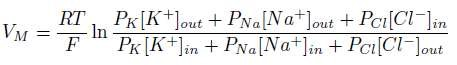 V_M = \frac{RT}{F} \ln \frac{P_K[K^+]_{out} + P_{Na}[Na^+]_{out} + P_{Cl}[Cl^-]_{in}}{P_K[K^+]_{in} + P_{Na}[Na^+]_{in} + P_{Cl}[Cl^-]_{out}}